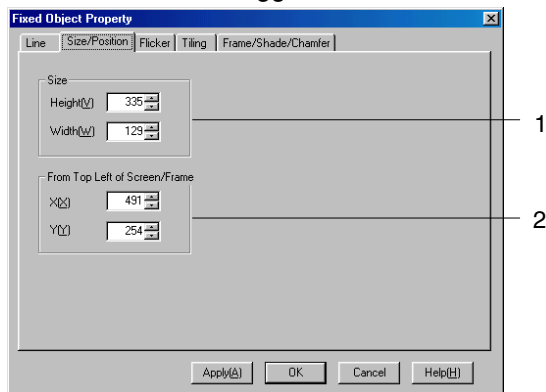 Fixed Object Property
Line Size/Position Flicker Tiling Frame/Shade/Chamfer
Size
Height(V) 335
Width(W) 129
1
From Top Left of Screen/Frame
X(X) 491
Y(Y) 254
2
Apply(A) OK Cancel Help(H)